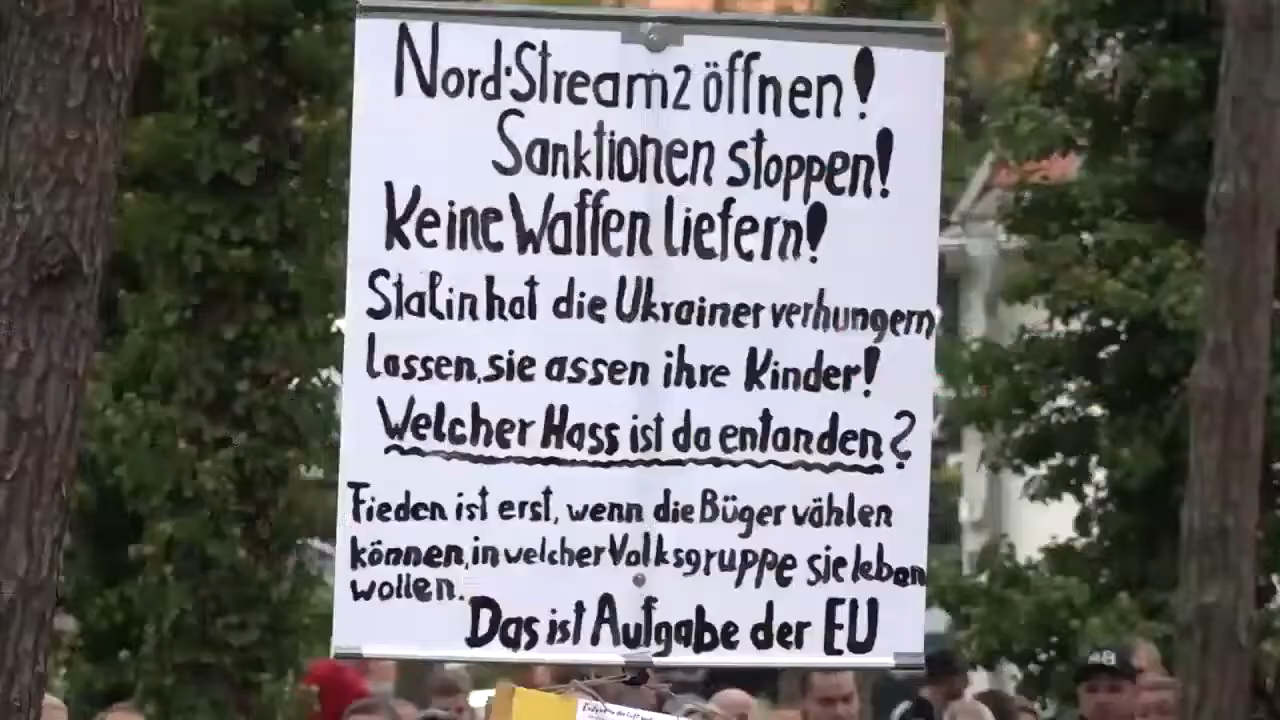 Nord-Stream2 öffnen!
Sanktionen stoppen!
Keine Waffen liefern!
Stalin hat die Ukrainer verhungern
lassen, sie assen ihre Kinder!
Welcher Hass ist da entanden?
Fieden ist erst, wenn die Büger vählen
können, in welcher Volksgruppe sie leben
wollen.
Das ist Aufgabe der EU
48